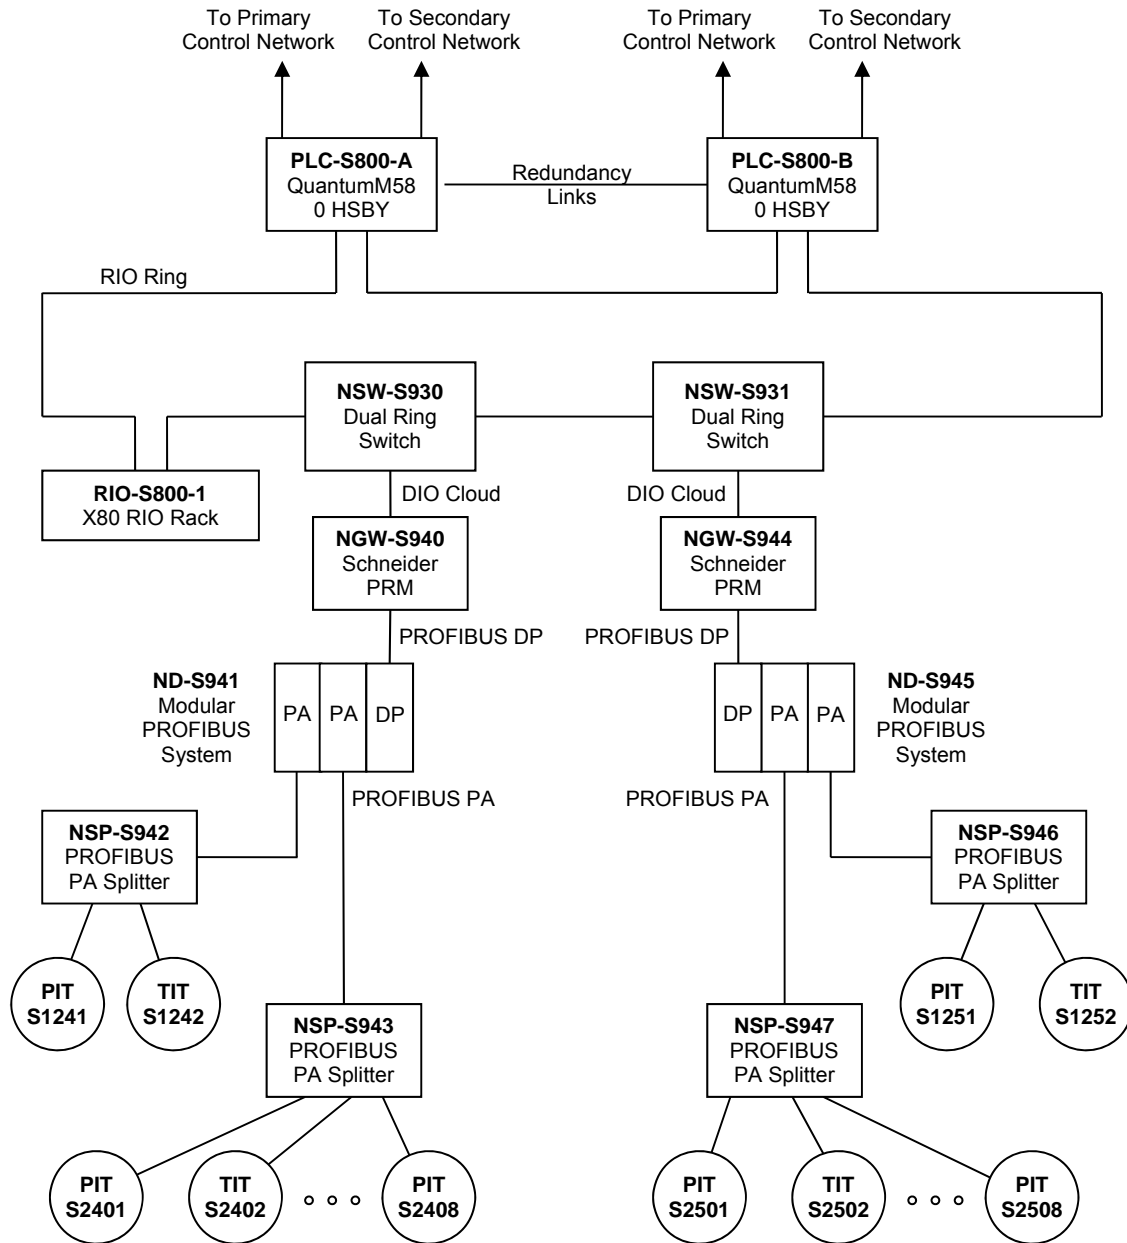 To Primary
Control Network
To Secondary
Control Network
To Primary
Control Network
To Secondary
Control Network
PLC-S800-A
QuantumM58
0 HSBY
Redundancy
Links
PLC-S800-B
QuantumM58
0 HSBY
RIO Ring
NSW-S930
Dual Ring
Switch
NSW-S931
Dual Ring
Switch
RIO-S800-1
X80 RIO Rack
DIO Cloud
DIO Cloud
NGW-S940
Schneider
PRM
NGW-S944
Schneider
PRM
PROFIBUS DP
PROFIBUS DP
ND-S941
Modular
PROFIBUS
System
PA
PA
DP
DP
PA
PA
ND-S945
Modular
PROFIBUS
System
PROFIBUS PA
PROFIBUS PA
NSP-S942
PROFIBUS
PA Splitter
NSP-S946
PROFIBUS
PA Splitter
PIT
S1241
TIT
S1242
PIT
S1251
TIT
S1252
NSP-S943
PROFIBUS
PA Splitter
NSP-S947
PROFIBUS
PA Splitter
PIT
S2401
TIT
S2402
PIT
S2408
PIT
S2501
TIT
S2502
PIT
S2508